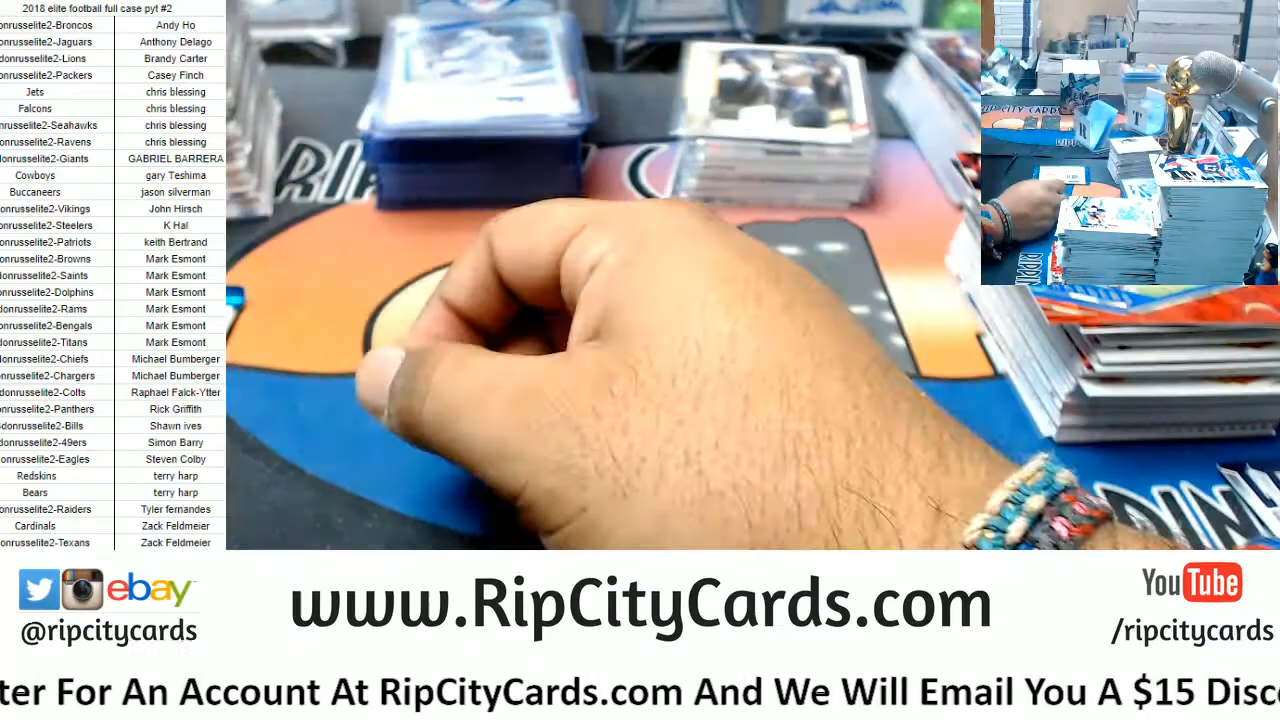 2018 elite football full case pyt #2
onrusselite2-Broncos Andy Ho
donrusselite2-Jaguars Anthony Delago
donrusselite2-Lions Brandy Carter
onrusselite2-Packers Casey Finch
Jets chris blessing
Falcons chris blessing
nrusselite2-Seahawks chris blessing
onrusselite2-Ravens chris blessing
donrusselite2-Giants GABRIEL BARRERA
Cowboys gary Teshima
Buccaneers jason silverman
onrusselite2-Vikings John Hirsch
onrusselite2-Steelers K Hal
onrusselite2-Patriots keith Bertrand
onrusselite2-Browns Mark Esmont
donrusselite2-Saints Mark Esmont
onrusselite2-Dolphins Mark Esmont
donrusselite2-Rams Mark Esmont
onrusselite2-Bengals Mark Esmont
donrusselite2-Titans Mark Esmont
onrusselite2-Chiefs Michael Bumberger
onrusselite2-Chargers Michael Bumberger
donrusselite2-Colts Raphael Falck-Ytter
onrusselite2-Panthers Rick Griffith
donrusselite2-Bills Shawn ives
donrusselite2-49ers Simon Barry
onrusselite2-Eagles Steven Colby
Redskins terry harp
Bears terry harp
onrusselite2-Raiders Tyler fernandes
Cardinals Zack Feldmeier
onrusselite2-Texans Zack Feldmeier
RIP
RIP CITY CARDS
ebay
@ripcitycards
www.RipCityCards.com
YouTube
/ripcitycards
ter For An Account At RipCityCards.com And We Will Email You A $15 Disco